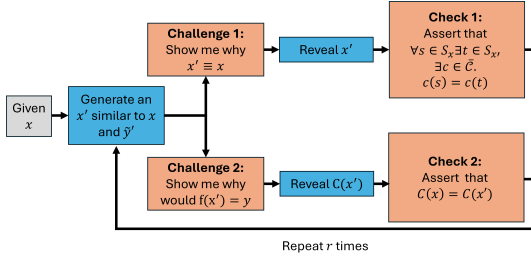 Given
x
Generate an
x′ similar to x
and ỹ′
Challenge 1:
Show me why
x′ ≡ x
Reveal x′
Check 1:
Assert that
∀s ∈ Sₓ∃t ∈ Sₓ′
∃c ∈ C̄.
c(s) = c(t)
Challenge 2:
Show me why
would f(x′) = y
Reveal C(x′)
Check 2:
Assert that
C(x) = C(x′)
Repeat r times